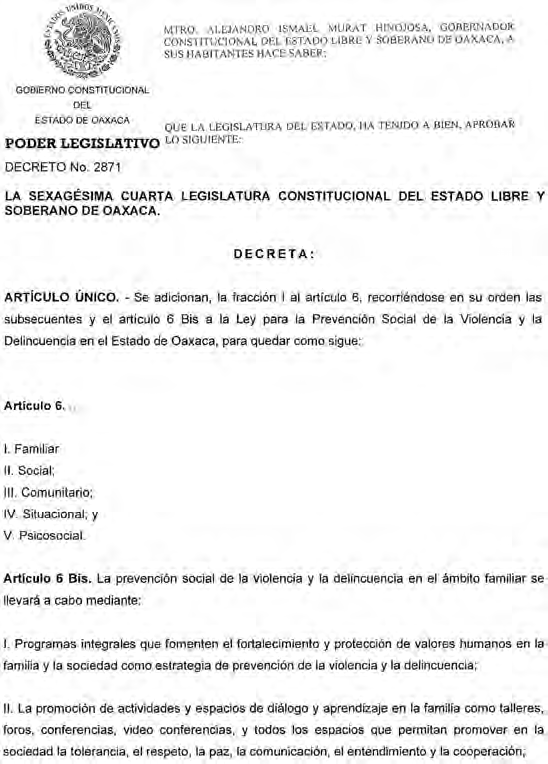 ESTADOS UNIDOS MEXICANOS
MTRO. ALEJANDRO ISMAEL MURAT HINOJOSA, GOBERNADOR
CONSTITUCIONAL DEL ESTADO LIBRE Y SOBERANO DE OAXACA, A
SUS HABITANTES HACE SABER:
GOBIERNO CONSTITUCIONAL
DEL
ESTADO DE OAXACA
PODER LEGISLATIVO
QUE LA LEGISLATURA DEL ESTADO, HA TENIDO A BIEN, APROBAR
LO SIGUIENTE:
DECRETO No. 2871
LA SEXAGÉSIMA CUARTA LEGISLATURA CONSTITUCIONAL DEL ESTADO LIBRE Y
SOBERANO DE OAXACA.
DECRETA:
ARTÍCULO ÚNICO. - Se adicionan, la fracción I al artículo 6, recorriéndose en su orden las
subsecuentes y el artículo 6 Bis a la Ley para la Prevención Social de la Violencia y la
Delincuencia en el Estado de Oaxaca, para quedar como sigue:
Artículo 6. ...
I. Familiar
II. Social;
III. Comunitario;
IV. Situacional; y
V. Psicosocial.
Artículo 6 Bis. La prevención social de la violencia y la delincuencia en el ámbito familiar se
llevará a cabo mediante:
I. Programas integrales que fomenten el fortalecimiento y protección de valores humanos en la
familia y la sociedad como estrategia de prevención de la violencia y la delincuencia;
II. La promoción de actividades y espacios de diálogo y aprendizaje en la familia como talleres,
foros, conferencias, video conferencias, y todos los espacios que permitan promover en la
sociedad la tolerancia, el respeto, la paz, la comunicación, el entendimiento y la cooperación;